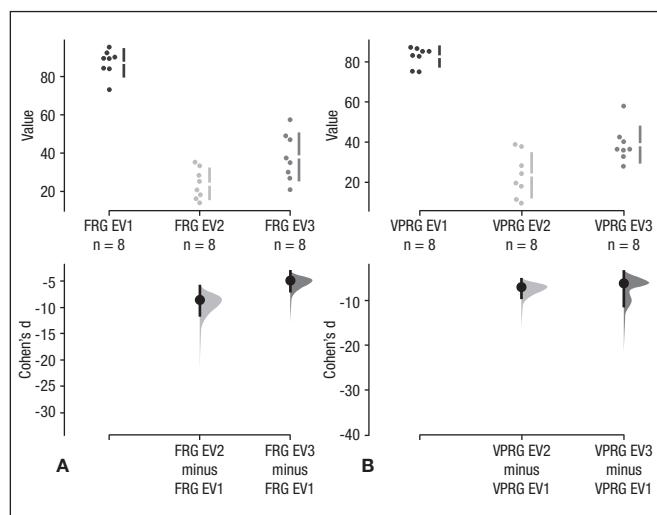 Value
80
60
40
20
FRG EV1
n = 8
FRG EV2
n = 8
FRG EV3
n = 8
Cohen's d
-5
-10
-15
-20
-25
-30
A
FRG EV2
minus
FRG EV1
FRG EV3
minus
FRG EV1
Value
80
60
40
20
VPRG EV1
n = 8
VPRG EV2
n = 8
VPRG EV3
n = 8
Cohen's d
-10
-20
-30
-40
B
VPRG EV2
minus
VPRG EV1
VPRG EV3
minus
VPRG EV1